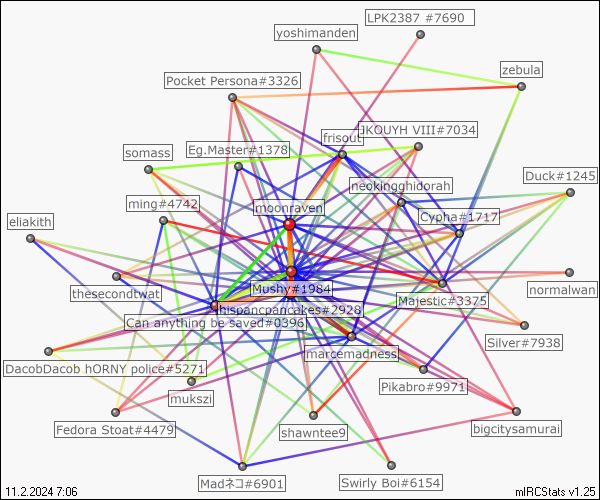 LPK2387 #7690
yoshimanden
zebula
Pocket Persona#3326
JKOUYH VIII#7034
frisout
Eg.Master#1378
somass
Duck#1245
neokingghidorah
ming#4742
moonraven
Cypha#1717
eliakith
Mushy#1984
normalwan
thesecondtwat
Majestic#3375
hispancpancakes#2928
Can anything be saved#0396
Silver#7938
marcemadness
DacobDacob hORNY police#5271
Pikabro#9971
mukszi
Fedora Stoat#4479
shawntee9
bigcitysamurai
Madネコ#6901
Swirly Boi#6154
11.2.2024 7:06
mIRCStats v1.25